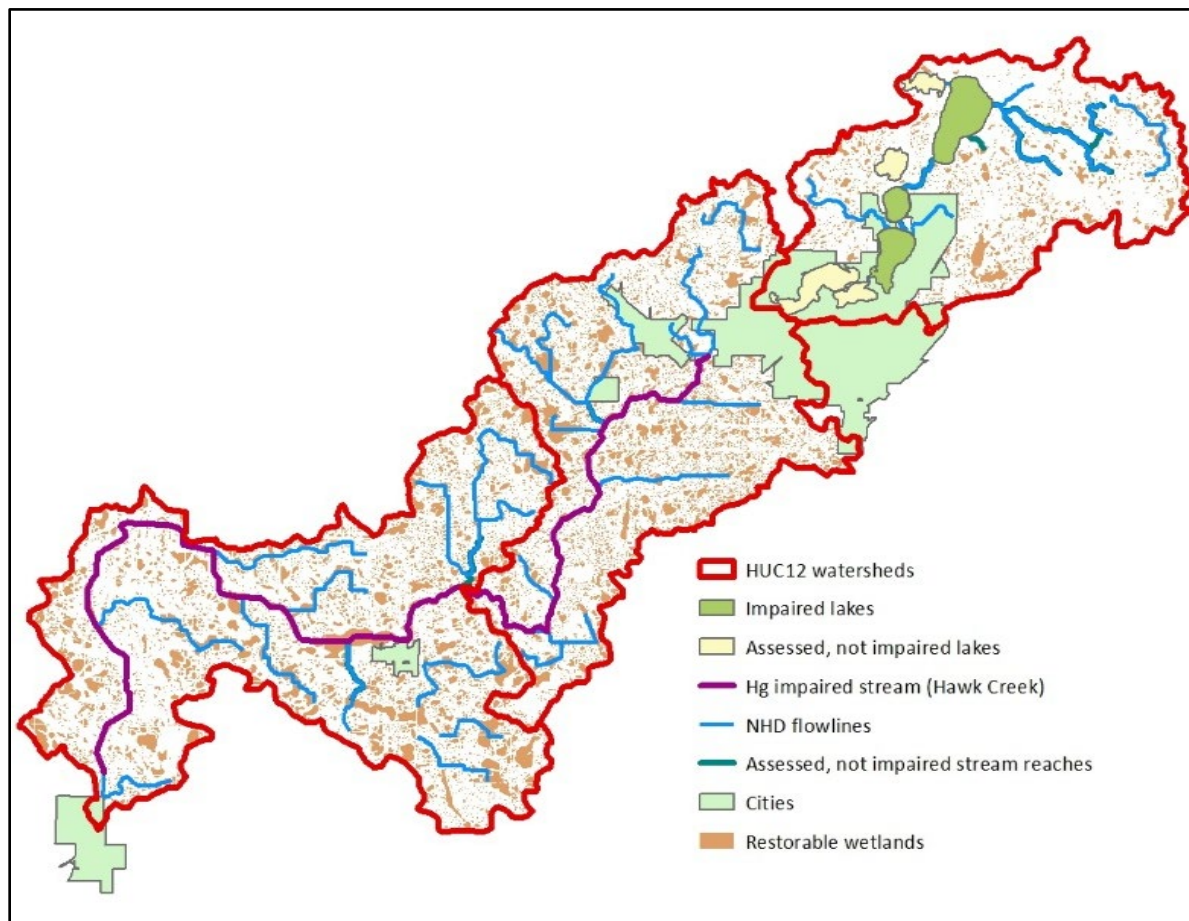 HUC12 watersheds
Impaired lakes
Assessed, not impaired lakes
Hg impaired stream (Hawk Creek)
NHD flowlines
Assessed, not impaired stream reaches
Cities
Restorable wetlands